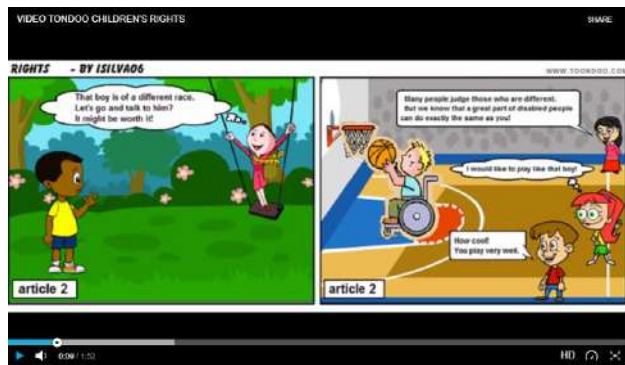 VIDEO TONDOO CHILDREN'S RIGHTS
SHARE
RIGHTS - BY ISILVA06
WWW.TOONDOO.COM
That boy is of a different race.
Let's go and talk to him?
It might be worth it!
article 2
Many people judge those who are different.
But we know that a great part of disabled people
can do exactly the same as you!
I would like to play like that boy!
How cool!
You play very well.
article 2
0:09 / 1:52
HD